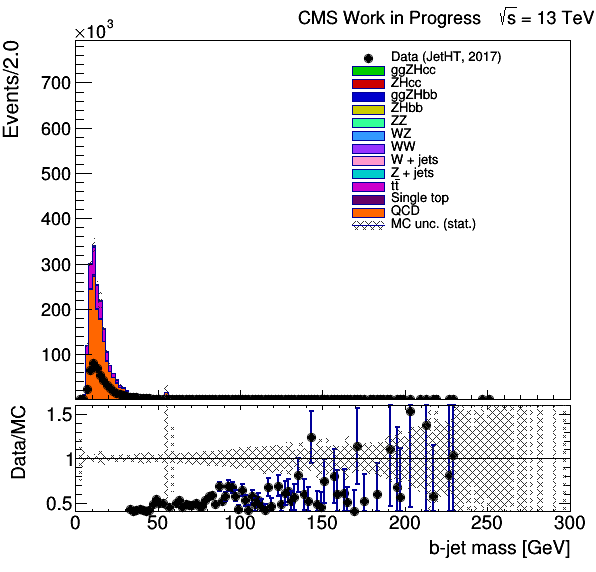 CMS Work in Progress √s = 13 TeV
×10³
Events/2.0
700
600
500
400
300
200
100
Data (JetHT, 2017)
ggZHcc
ZHcc
ggZHbb
ZHbb
ZZ
WZ
WW
W + jets
Z + jets
tt̄
Single top
QCD
MC unc. (stat.)
Data/MC
1.5
1
0.5
0 50 100 150 200 250 300
b-jet mass [GeV]